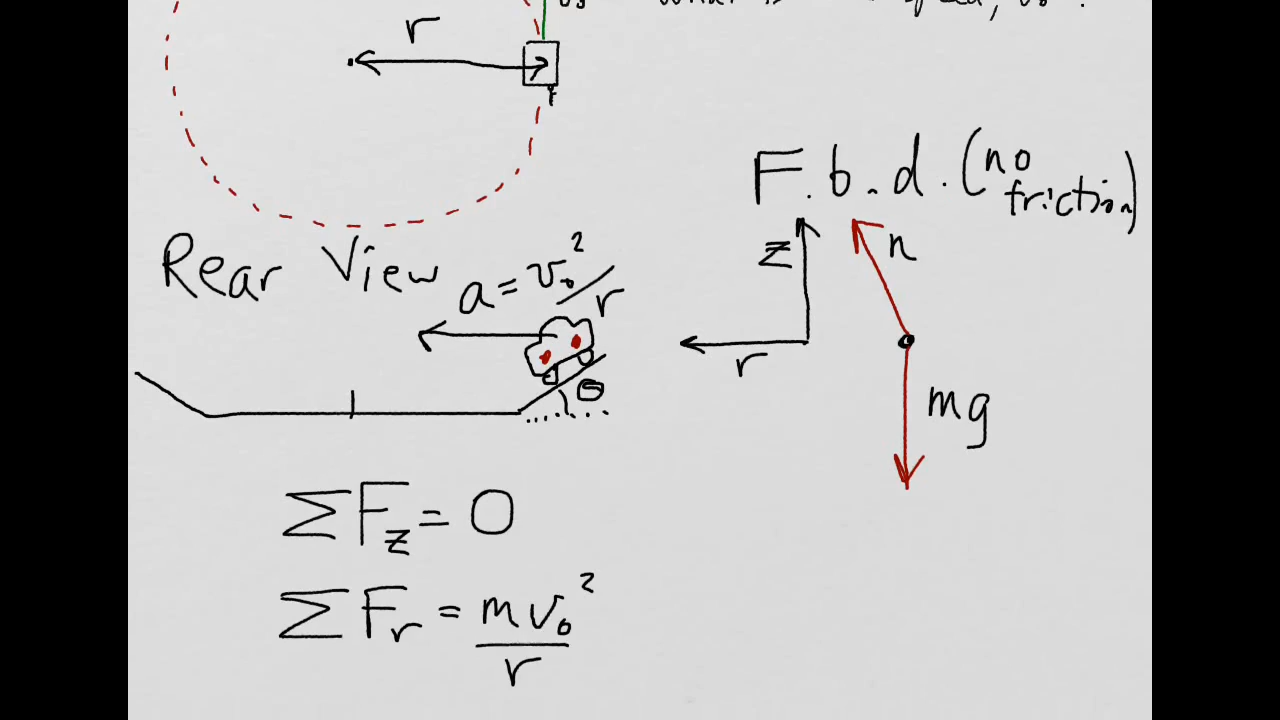 r
Rear View
a = v₀²/r
θ
F.b.d. (no friction)
z
n
r
mg
ΣF_z = 0
ΣF_r = mv₀²/r